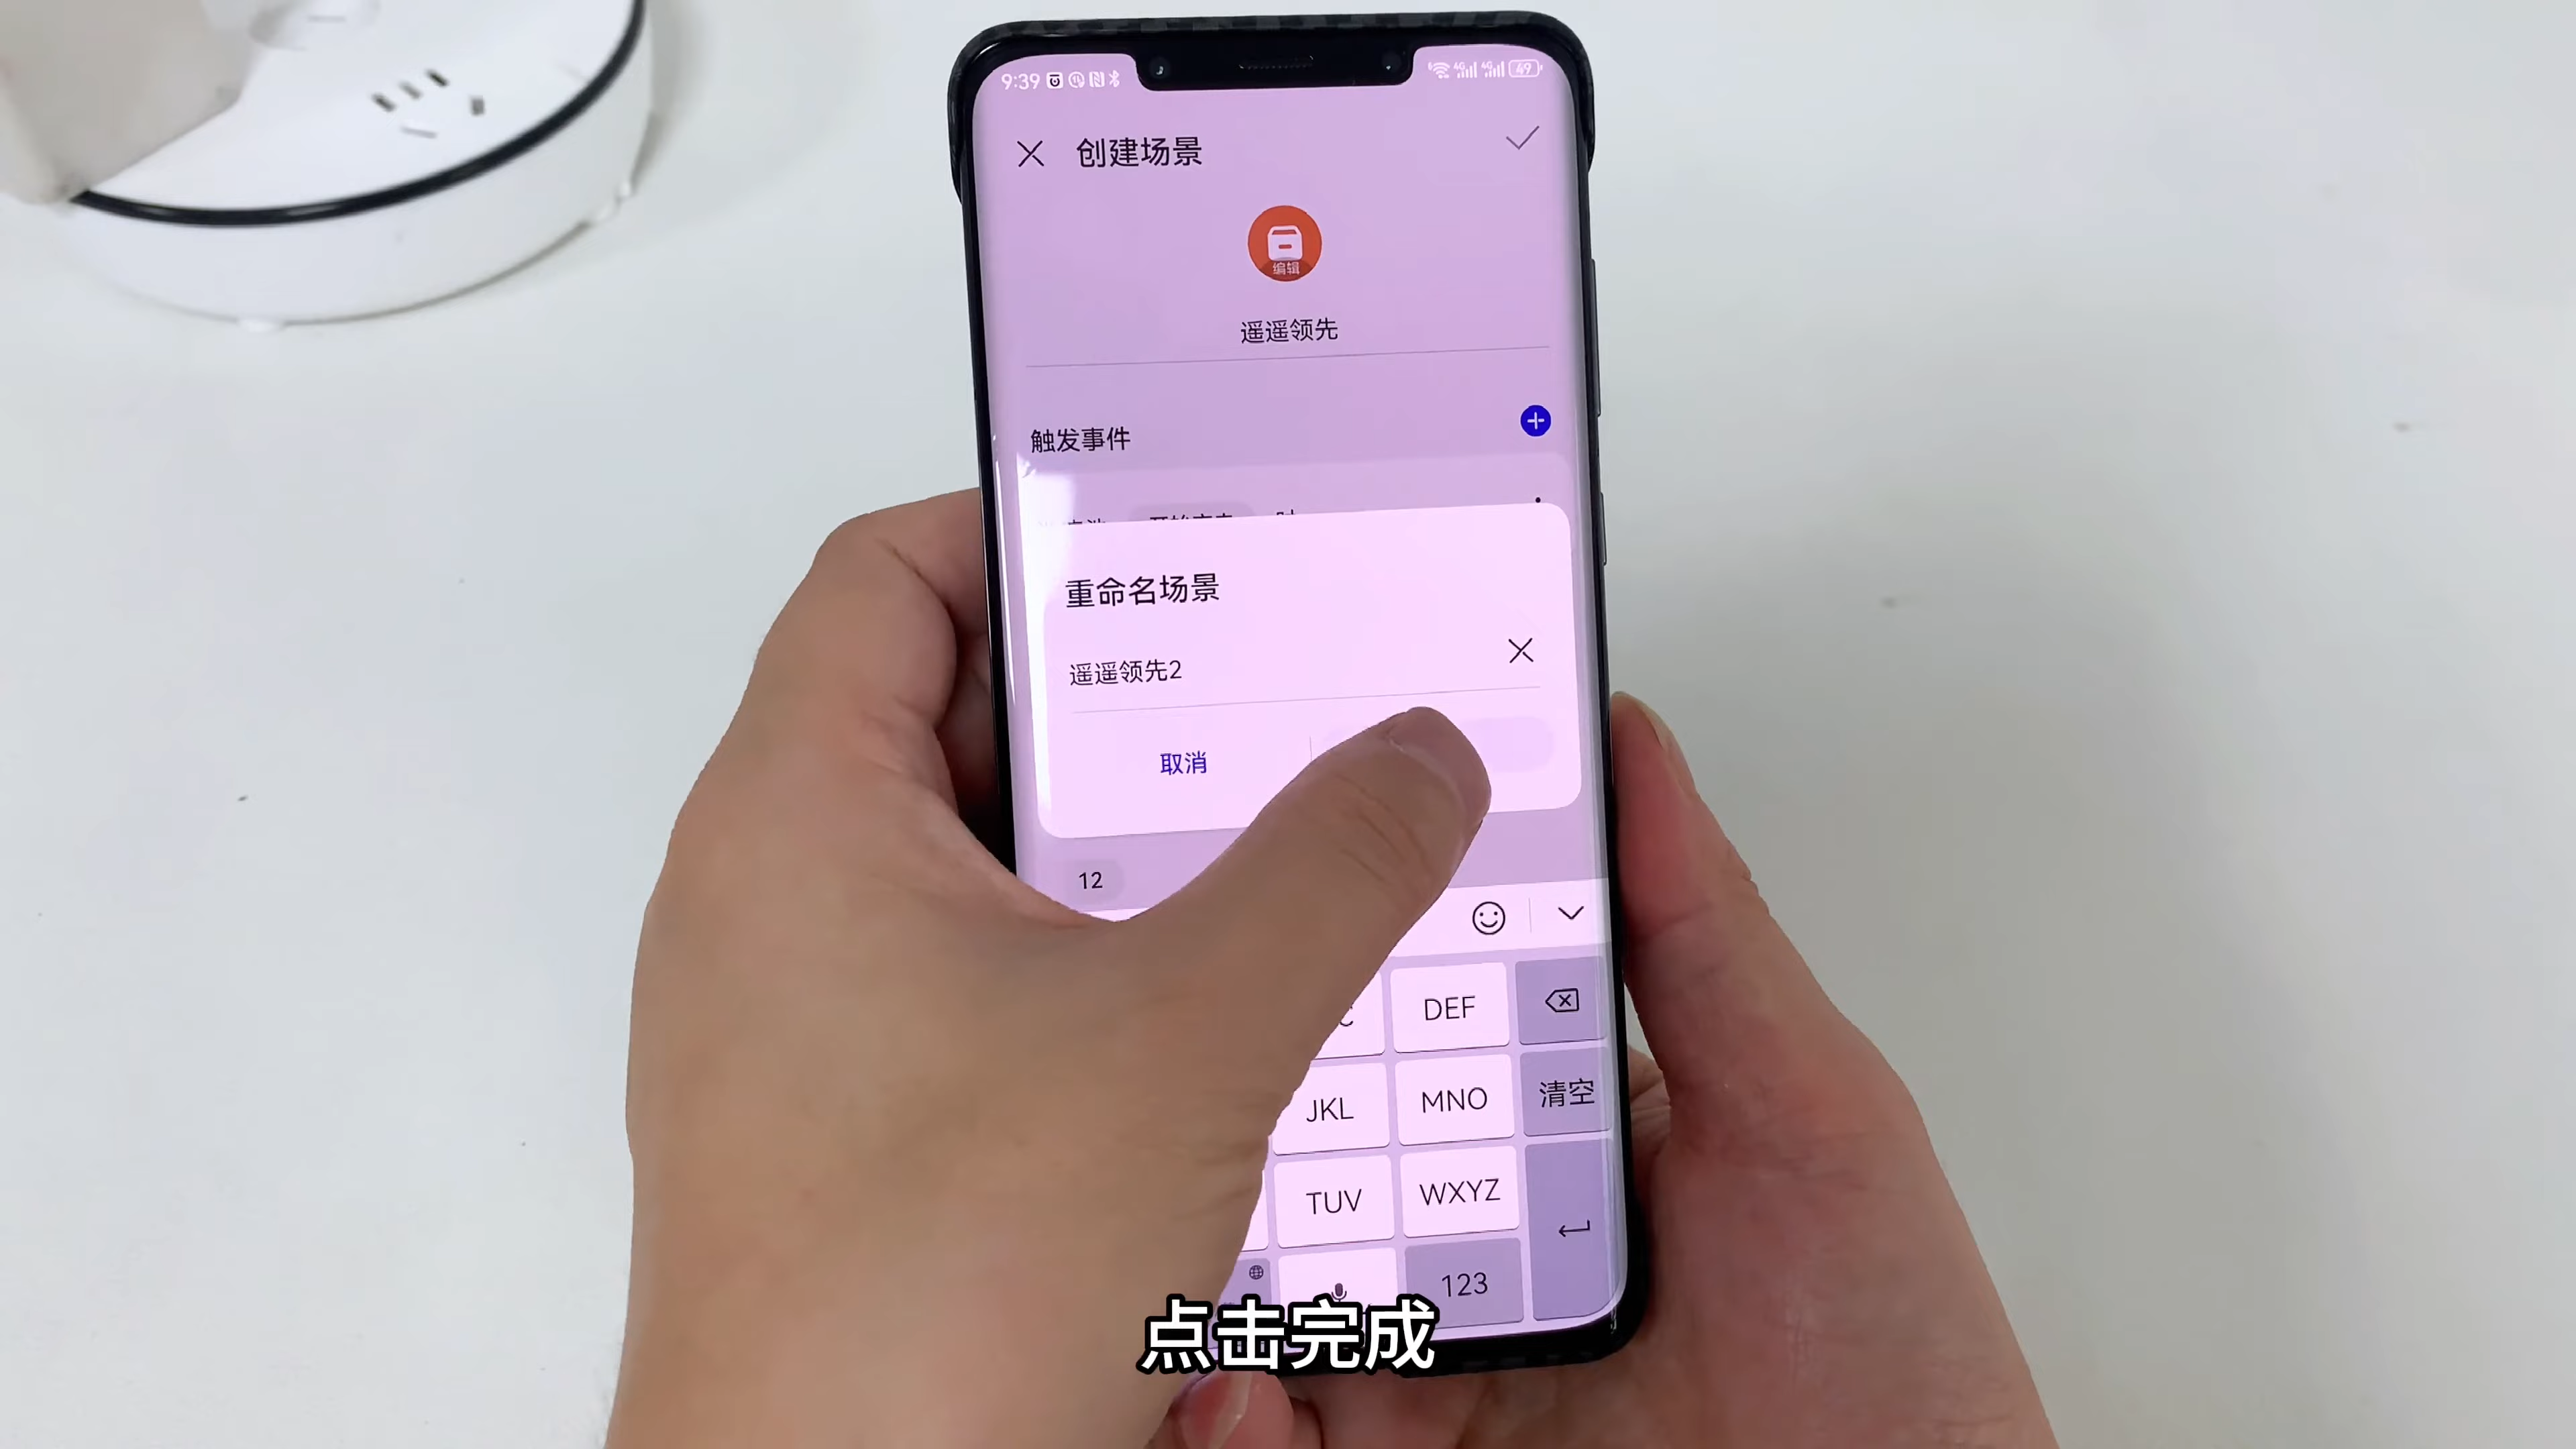 9:39
49
创建场景
编辑
遥遥领先
触发事件
重命名场景
遥遥领先2
取消
12
DEF
JKL
MNO
清空
TUV
WXYZ
123
点击完成